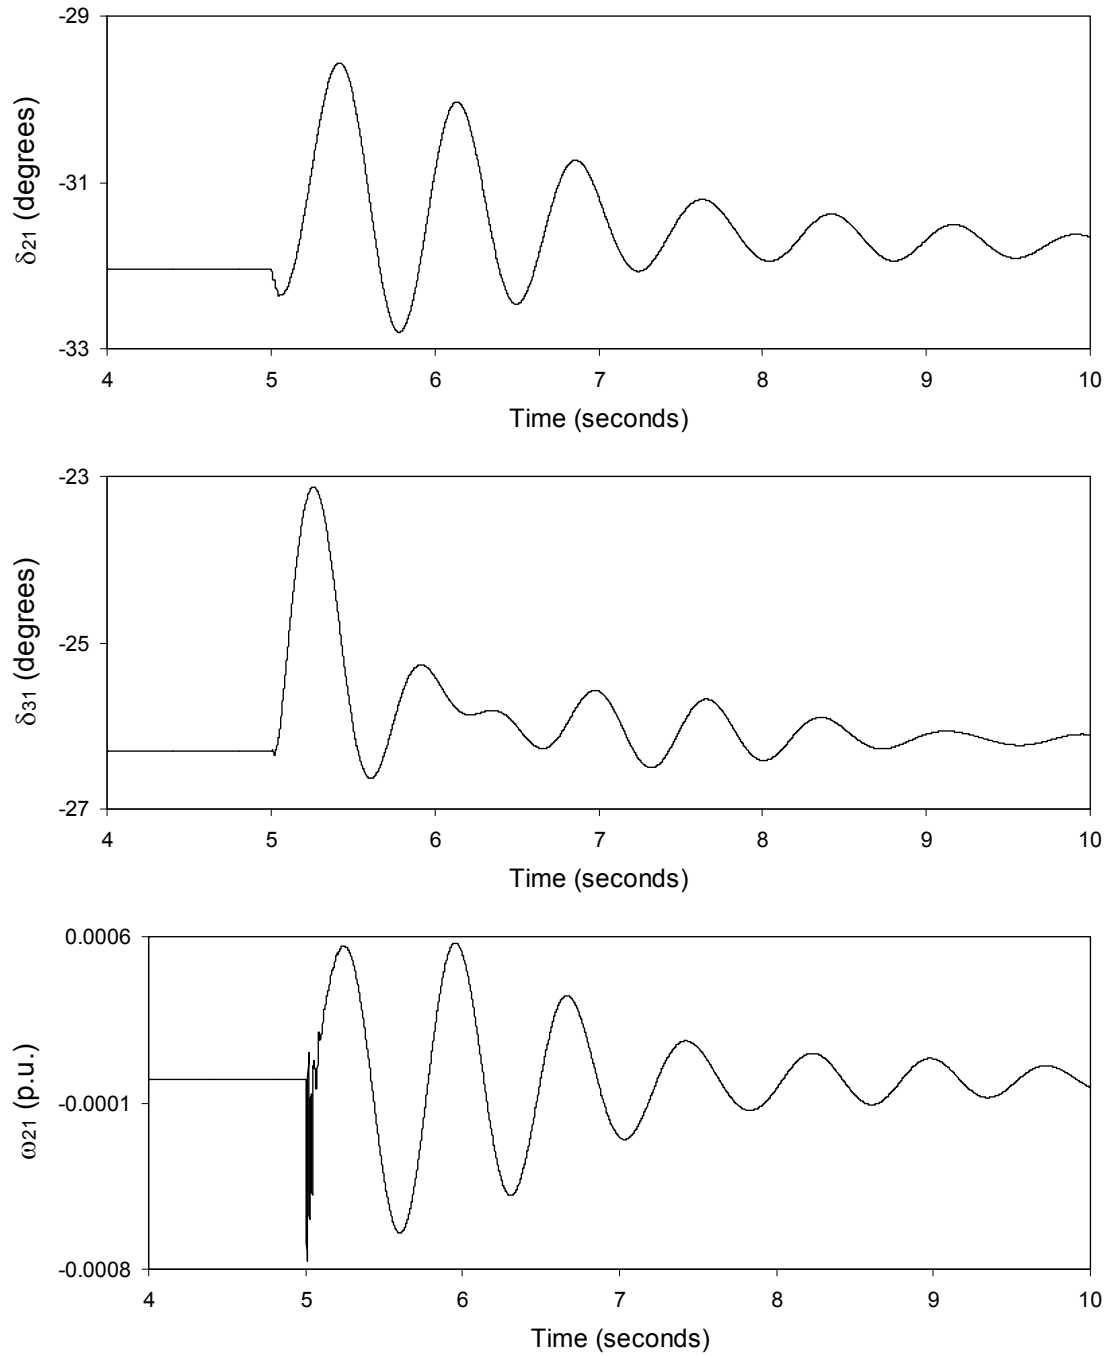 -29
-31
-33
δ21 (degrees)
4 5 6 7 8 9 10
Time (seconds)
-23
-25
-27
δ31 (degrees)
4 5 6 7 8 9 10
Time (seconds)
0.0006
-0.0001
-0.0008
ω21 (p.u.)
4 5 6 7 8 9 10
Time (seconds)